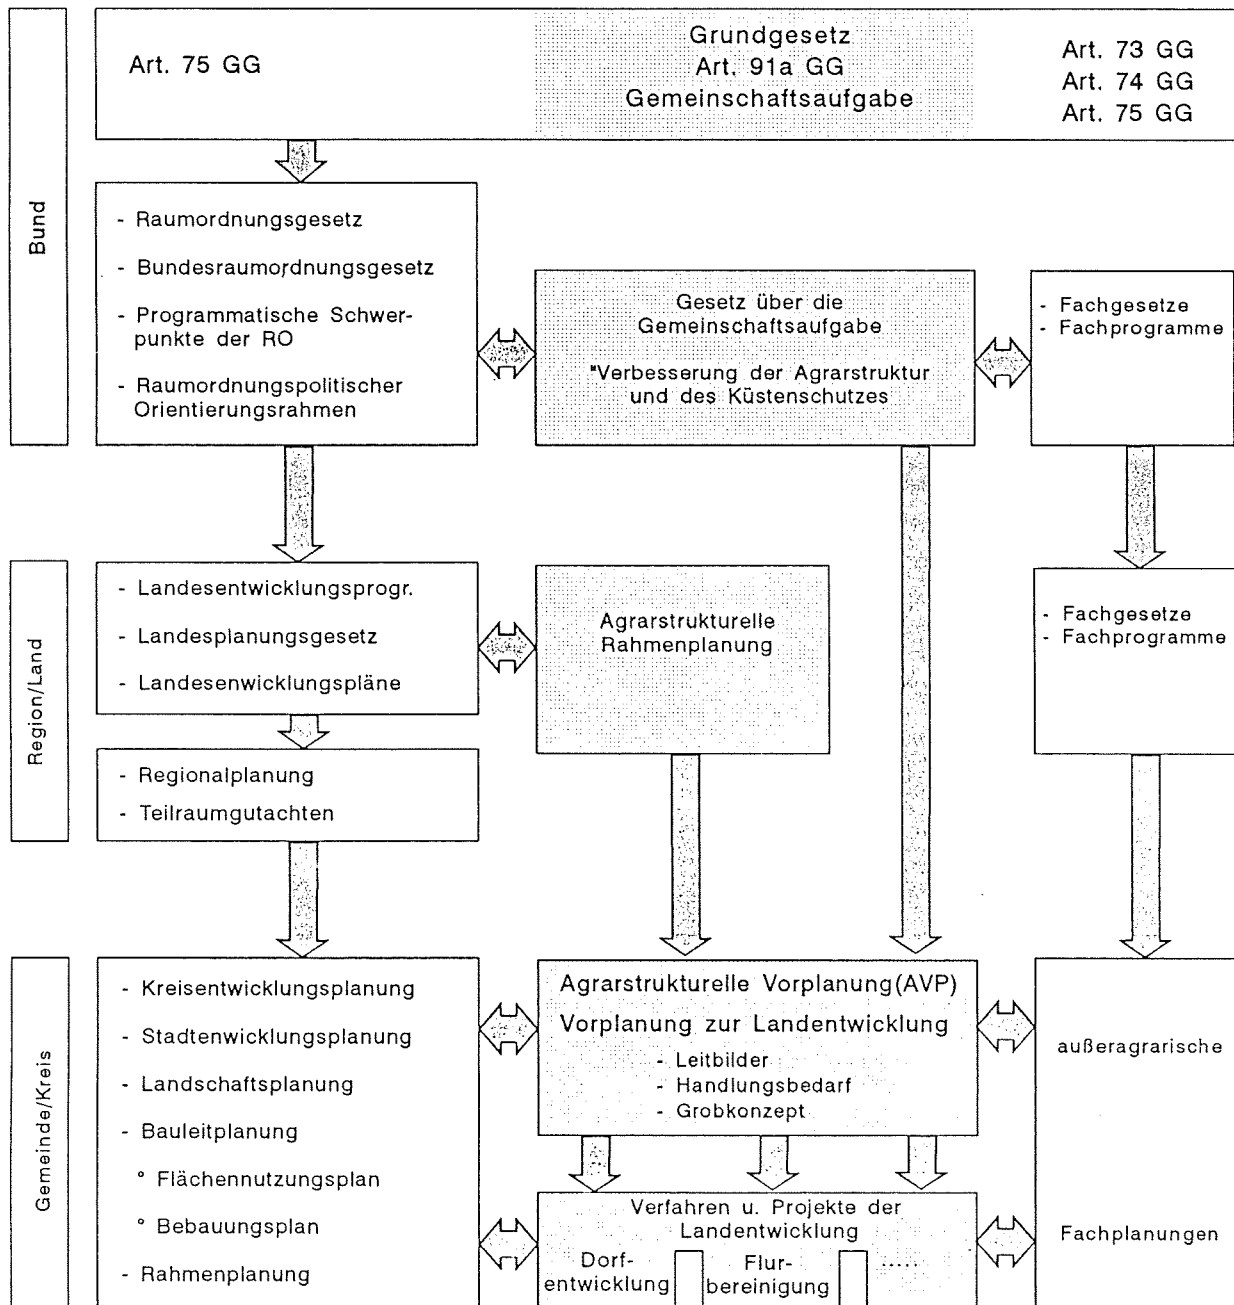 Bund
Art. 75 GG
Grundgesetz
Art. 91a GG
Gemeinschaftsaufgabe
Art. 73 GG
Art. 74 GG
Art. 75 GG
- Raumordnungsgesetz
- Bundesraumordnungsgesetz
- Programmatische Schwer-
punkte der RO
- Raumordnungspolitischer
Orientierungsrahmen
Gesetz über die
Gemeinschaftsaufgabe
"Verbesserung der Agrarstruktur
und des Küstenschutzes
- Fachgesetze
- Fachprogramme
Region/Land
- Landesentwicklungsprogr.
- Landesplanungsgesetz
- Landesenwicklungspläne
Agrarstrukturelle
Rahmenplanung
- Fachgesetze
- Fachprogramme
- Regionalplanung
- Teilraumgutachten
Gemeinde/Kreis
- Kreisentwicklungsplanung
- Stadtenwicklungsplanung
- Landschaftsplanung
- Bauleitplanung
° Flächennutzungsplan
° Bebauungsplan
- Rahmenplanung
Agrarstrukturelle Vorplanung(AVP)
Vorplanung zur Landentwicklung
- Leitbilder
- Handlungsbedarf
- Grobkonzept
Verfahren u. Projekte der
Landentwicklung
Dorf-
entwicklung
Flur-
bereinigung
.....
außeragrarische
Fachplanungen